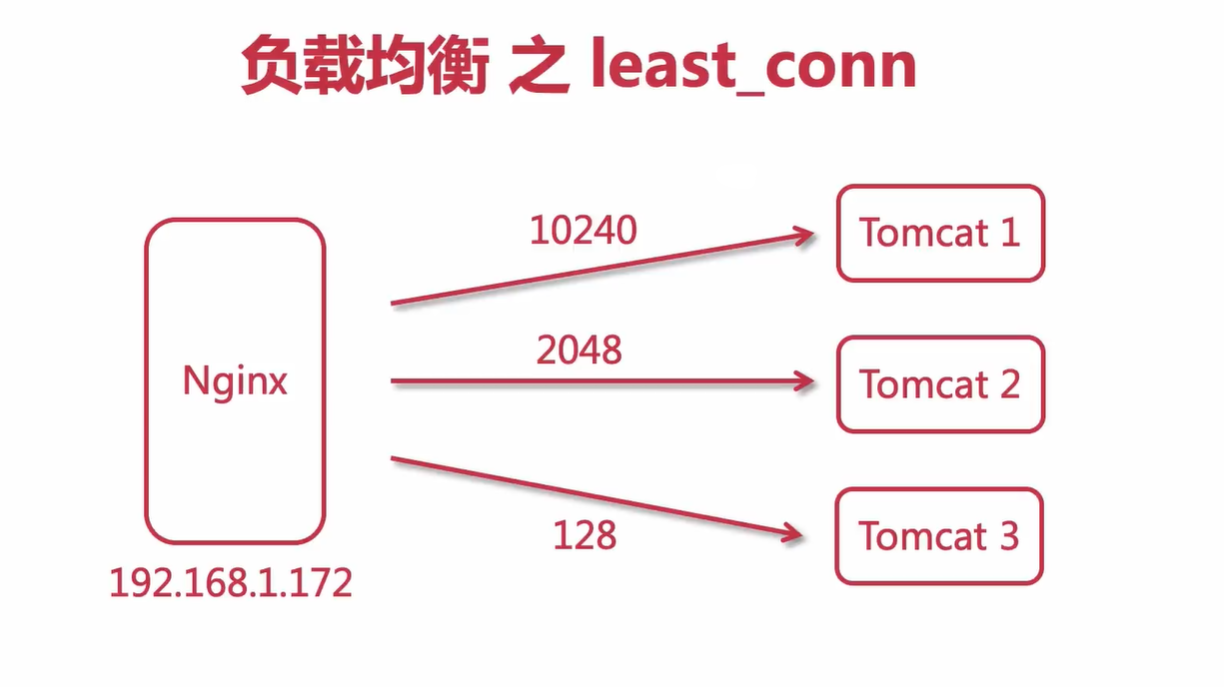 负载均衡 之 least_conn
10240
Tomcat 1
2048
Nginx
Tomcat 2
128
Tomcat 3
192.168.1.172